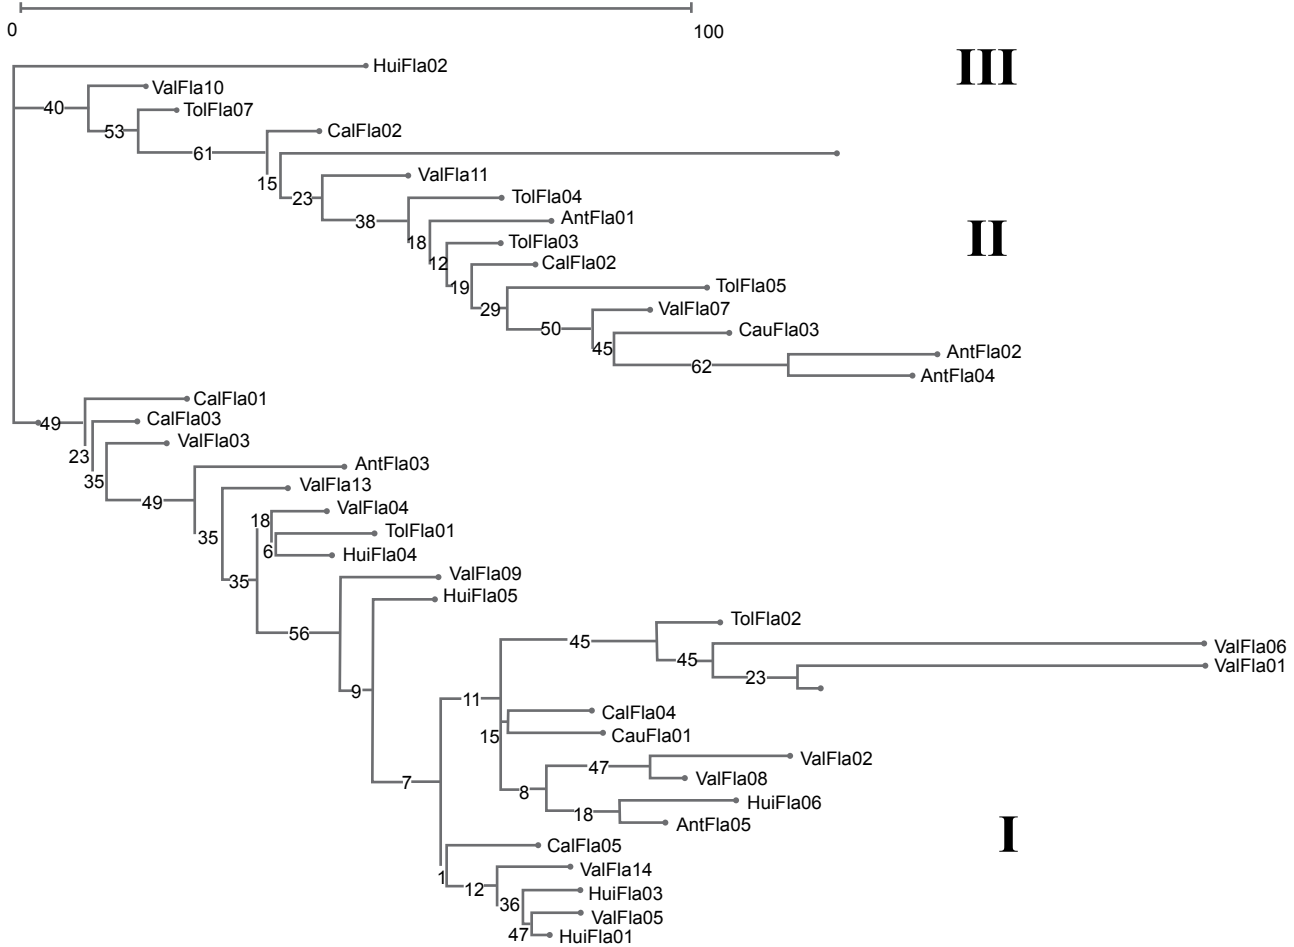 0
100
III
HuiFla02
ValFla10
40
TolFla07
53
CalFla02
61
15
ValFla11
23
TolFla04
38
AntFla01
II
18
TolFla03
12
CalFla02
19
TolFla05
29
ValFla07
50
CauFla03
45
AntFla02
62
AntFla04
CalFla01
49
CalFla03
23
ValFla03
35
AntFla03
49
ValFla13
35
18
ValFla04
6
TolFla01
HuiFla04
35
ValFla09
HuiFla05
56
TolFla02
45
ValFla06
45
ValFla01
23
9
11
CalFla04
15
CauFla01
ValFla02
47
7
ValFla08
8
HuiFla06
18
AntFla05
I
CalFla05
1
ValFla14
12
HuiFla03
36
ValFla05
47
HuiFla01